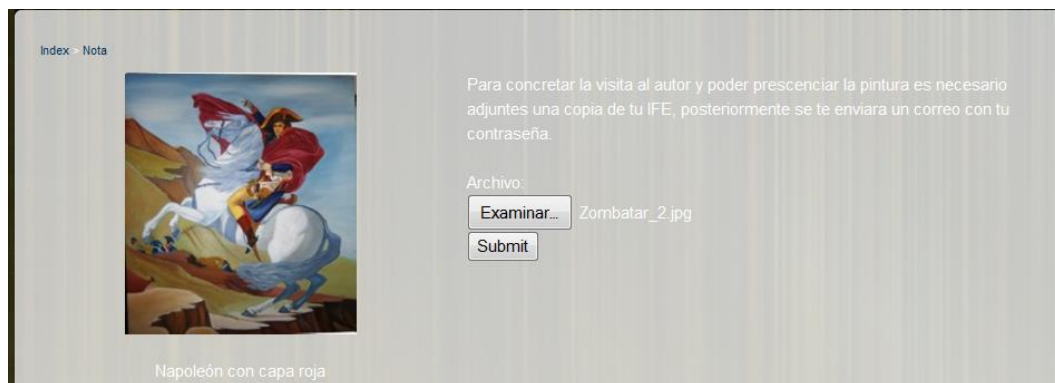 Index > Nota
Para concretar la visita al autor y poder prescenciar la pintura es necesario
adjuntes una copia de tu IFE, posteriormente se te enviara un correo con tu
contraseña.
Archivo:
Examinar... Zombatar_2.jpg
Submit
Napoleón con capa roja